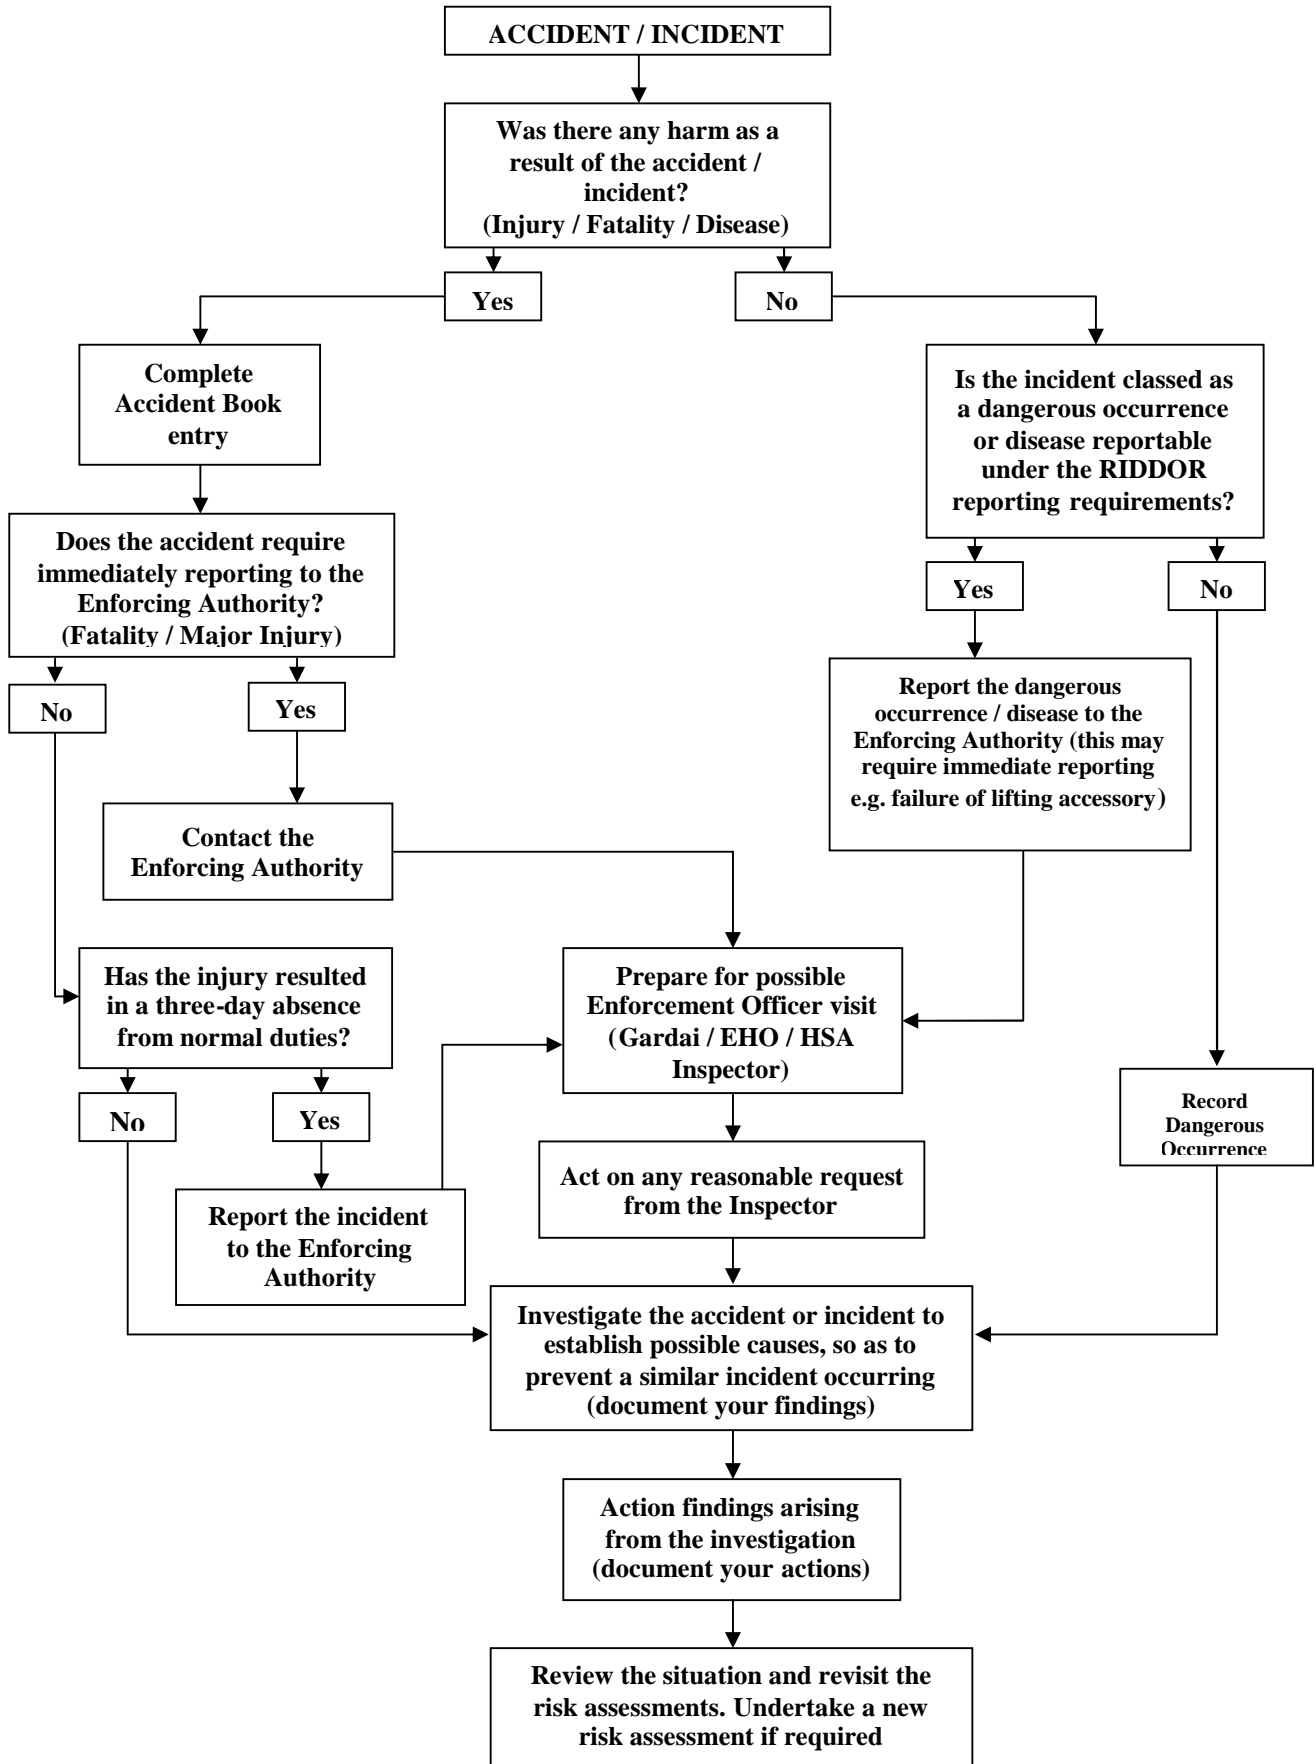 ACCIDENT / INCIDENT
Was there any harm as a
result of the accident /
incident?
(Injury / Fatality / Disease)
Yes
No
Complete
Accident Book
entry
Is the incident classed as
a dangerous occurrence
or disease reportable
under the RIDDOR
reporting requirements?
Does the accident require
immediately reporting to the
Enforcing Authority?
(Fatality / Major Injury)
Yes
No
No
Yes
Report the dangerous
occurrence / disease to the
Enforcing Authority (this may
require immediate reporting
e.g. failure of lifting accessory)
Contact the
Enforcing Authority
Has the injury resulted
in a three-day absence
from normal duties?
Prepare for possible
Enforcement Officer visit
(Gardai / EHO / HSA
Inspector)
No
Yes
Record
Dangerous
Occurrence
Act on any reasonable request
from the Inspector
Report the incident
to the Enforcing
Authority
Investigate the accident or incident to
establish possible causes, so as to
prevent a similar incident occurring
(document your findings)
Action findings arising
from the investigation
(document your actions)
Review the situation and revisit the
risk assessments. Undertake a new
risk assessment if required